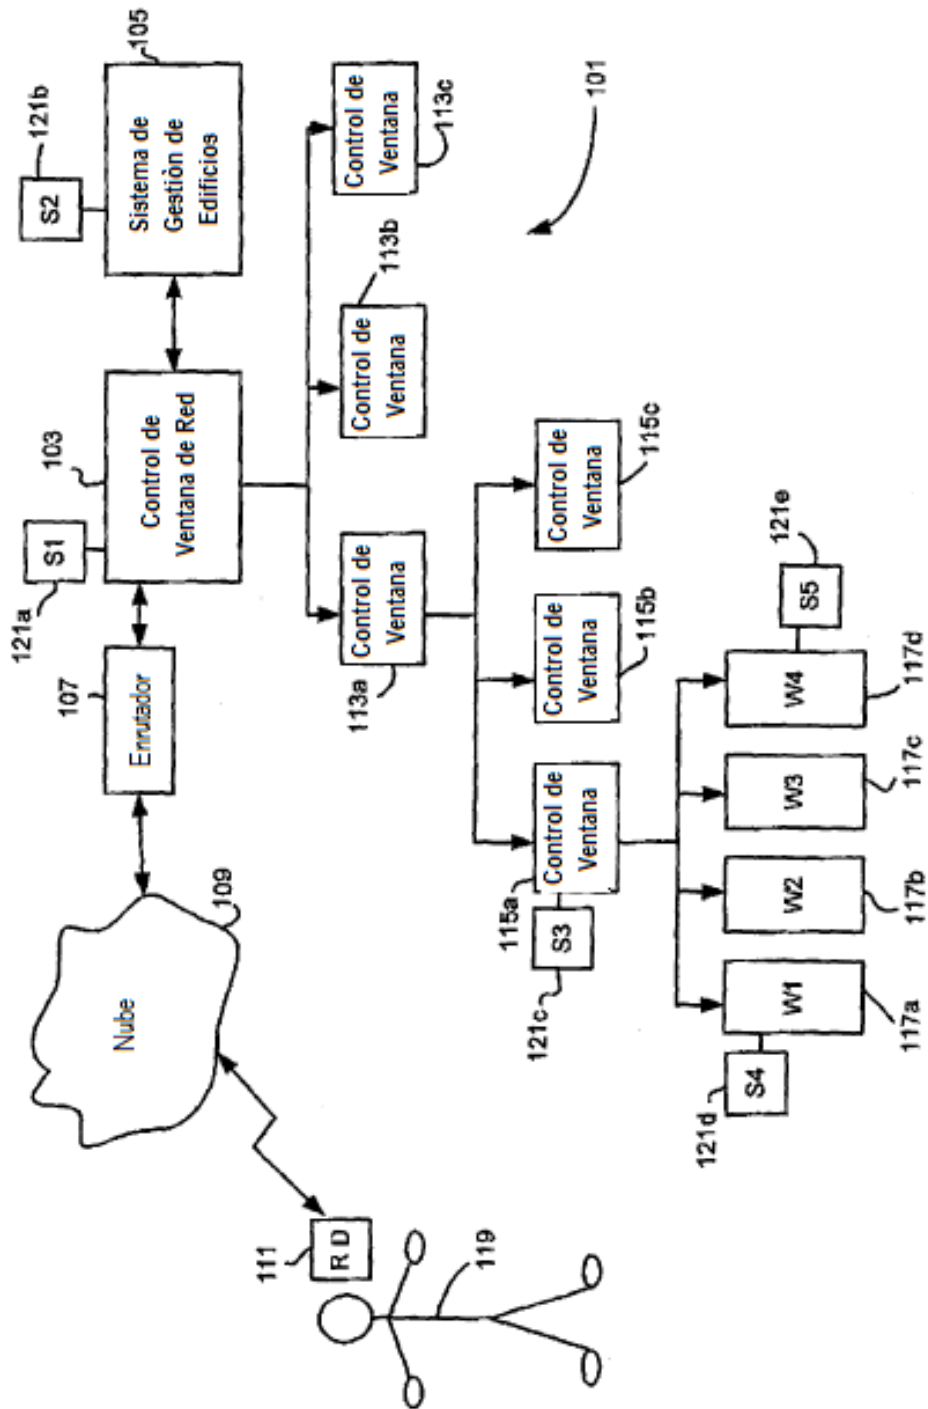 121b
S2
105
Sistema de
Gestiòn de
Edificios
121a
S1
103
Control de
Ventana de Red
107
Enrutador
109
Nube
111
R D
119
101
Control de
Ventana
113a
Control de
Ventana
113b
Control de
Ventana
113c
Control de
Ventana
115a
S3
121c
Control de
Ventana
115b
Control de
Ventana
115c
S4
121d
W1
117a
W2
117b
W3
117c
W4
117d
S5
121e